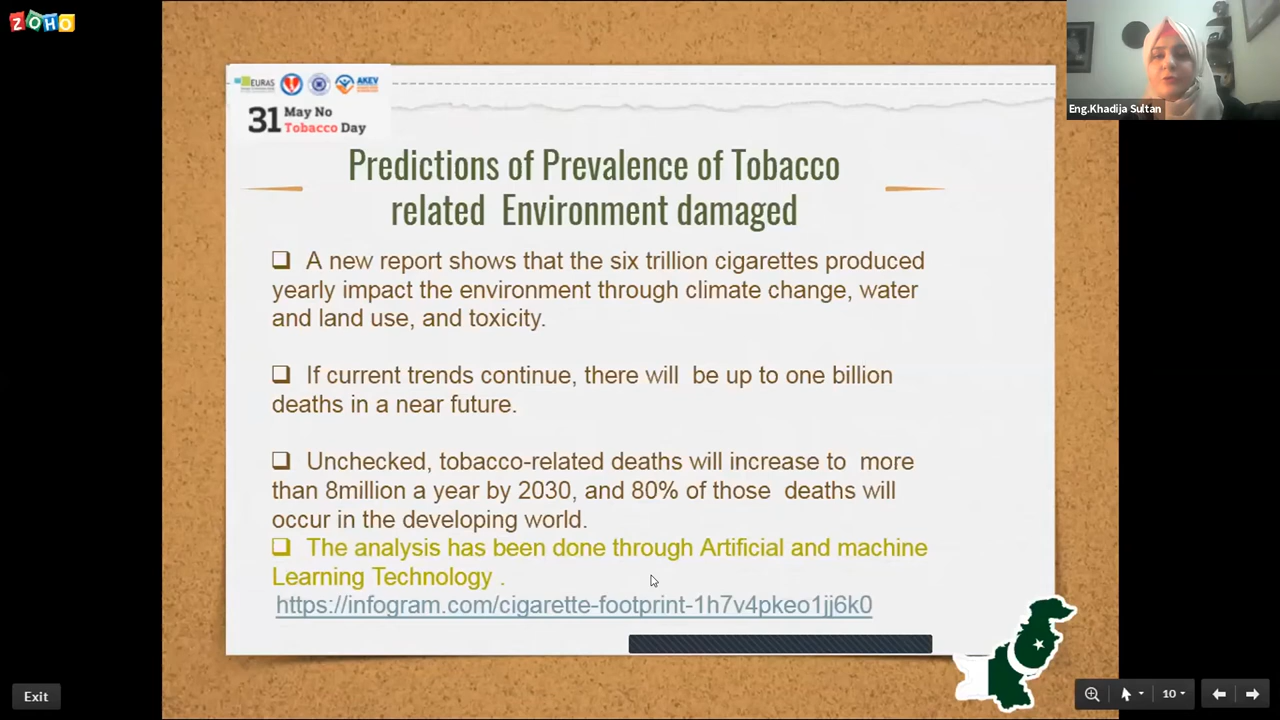 ZOHO
EURAS
AKEV
31 May No
Tobacco Day
Eng.Khadija Sultan
Predictions of Prevalence of Tobacco
related Environment damaged
A new report shows that the six trillion cigarettes produced
yearly impact the environment through climate change, water
and land use, and toxicity.
If current trends continue, there will be up to one billion
deaths in a near future.
Unchecked, tobacco-related deaths will increase to more
than 8million a year by 2030, and 80% of those deaths will
occur in the developing world.
The analysis has been done through Artificial and machine
Learning Technology .
https://infogram.com/cigarette-footprint-1h7v4pkeo1jj6k0
Exit
10